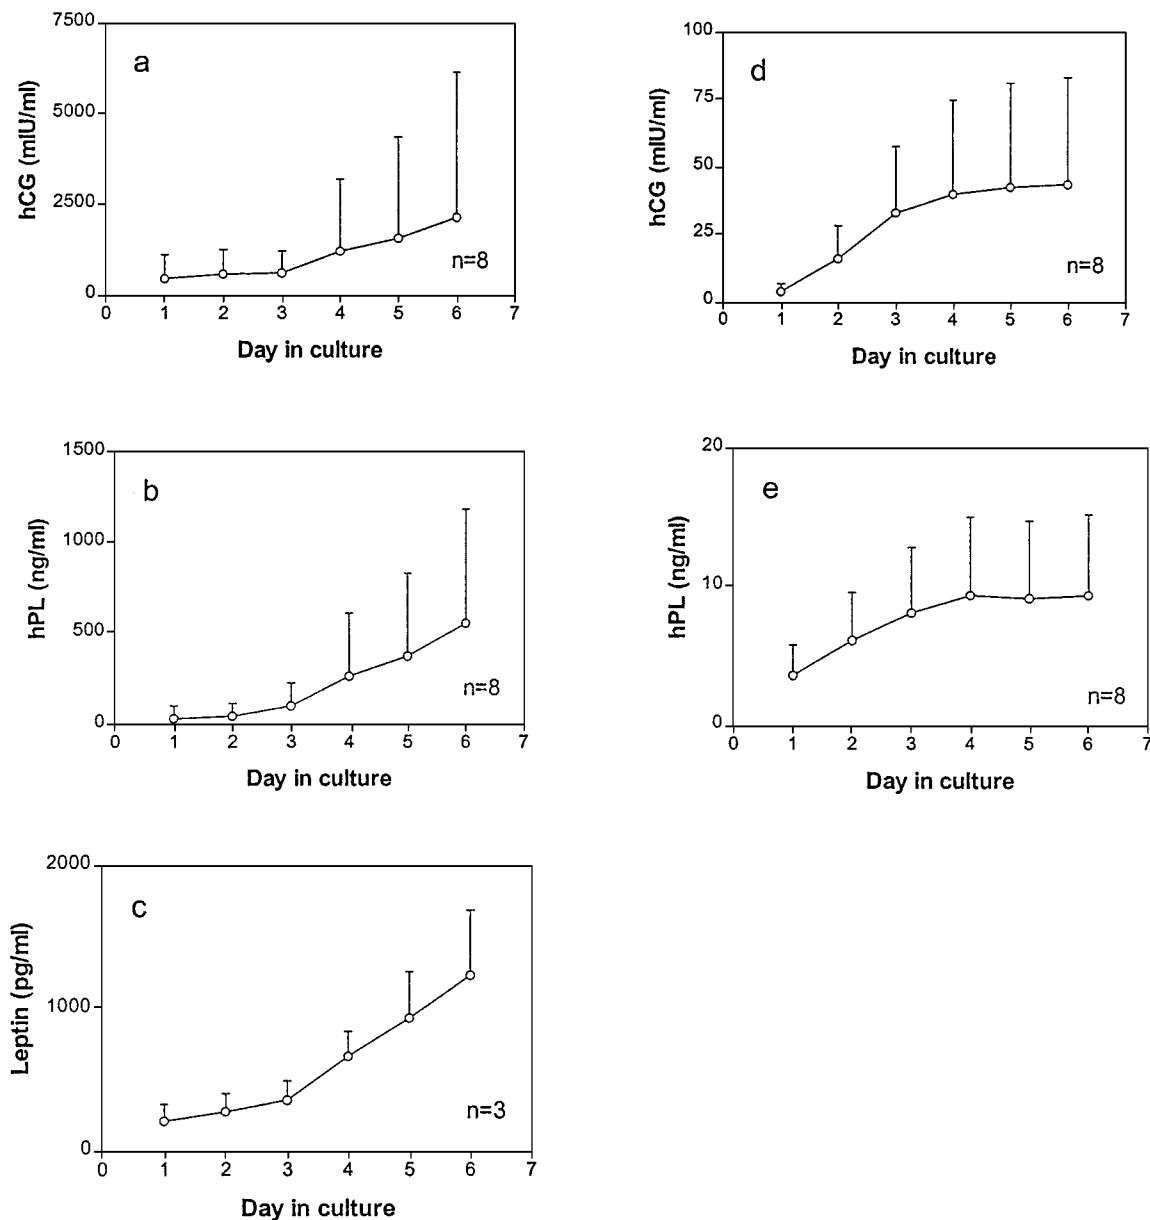 a
hCG (mIU/ml)
7500
5000
2500
0
n=8
0 1 2 3 4 5 6 7
Day in culture
d
hCG (mIU/ml)
100
75
50
25
0
n=8
0 1 2 3 4 5 6 7
Day in culture
b
hPL (ng/ml)
1500
1000
500
0
n=8
0 1 2 3 4 5 6 7
Day in culture
e
hPL (ng/ml)
20
10
0
n=8
0 1 2 3 4 5 6 7
Day in culture
c
Leptin (pg/ml)
2000
1000
0
n=3
0 1 2 3 4 5 6 7
Day in culture